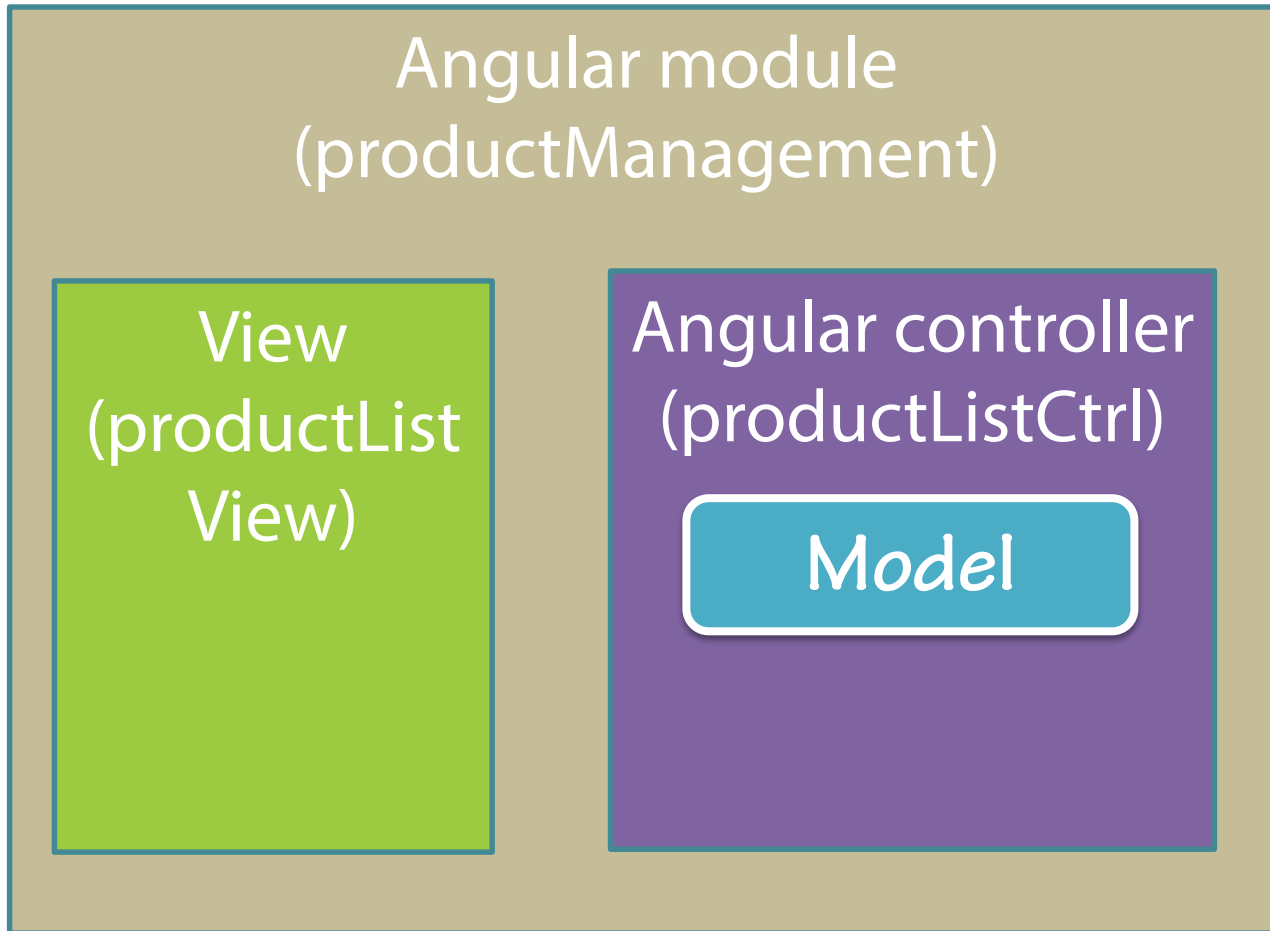 Angular module
(productManagement)
View
(productList
View)
Angular controller
(productListCtrl)
Model